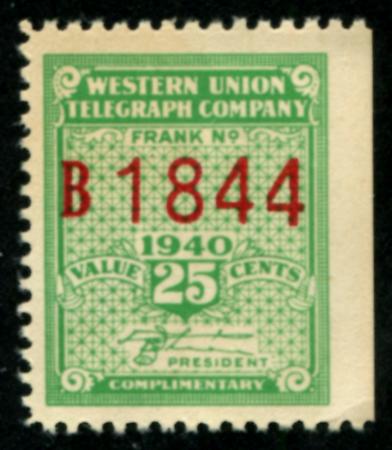 WESTERN UNION
TELEGRAPH COMPANY
FRANK No
B 1844
1940
VALUE 25 CENTS
PRESIDENT
COMPLIMENTARY